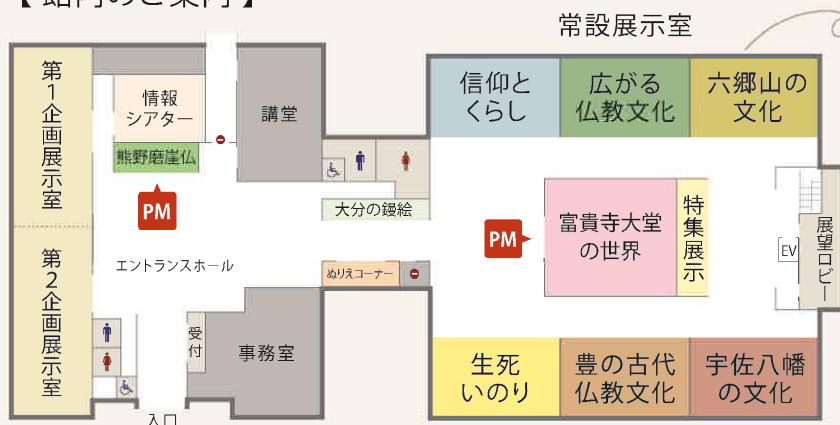 【館内のご案内】
常設展示室
第1企画展示室
第2企画展示室
情報
シアター
熊野磨崖仏
PM
講堂
エントランスホール
大分の鏝絵
ぬりえコーナー
受付
事務室
入口
信仰と
くらし
広がる
仏教文化
六郷山の
文化
PM
富貴寺大堂
の世界
特集展示
EV
展望ロビー
生死
いのり
豊の古代
仏教文化
宇佐八幡
の文化